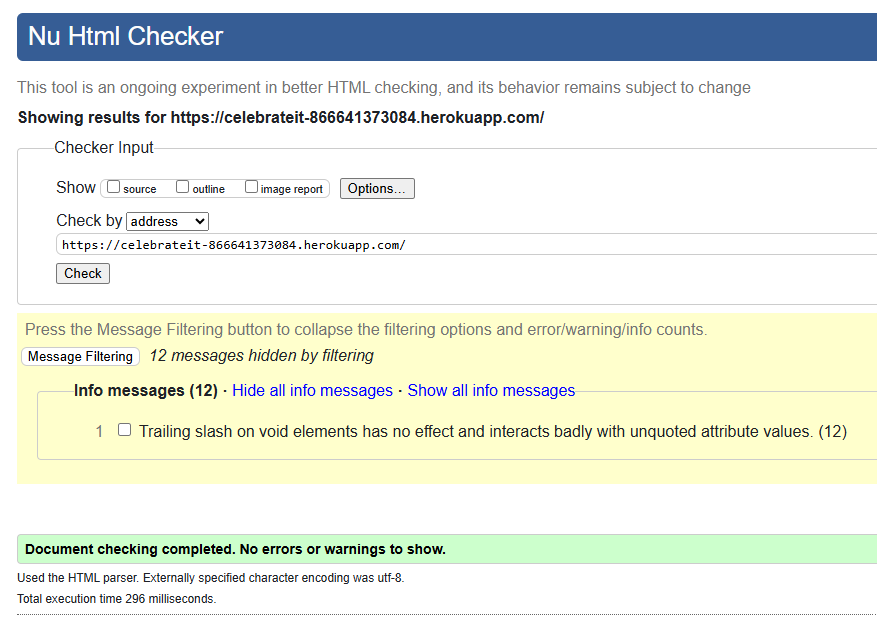 Nu Html Checker
This tool is an ongoing experiment in better HTML checking, and its behavior remains subject to change
Showing results for https://celebrateit-866641373084.herokuapp.com/
Checker Input
Show source outline image report Options...
Check by address
https://celebrateit-866641373084.herokuapp.com/
Check
Press the Message Filtering button to collapse the filtering options and error/warning/info counts.
Message Filtering 12 messages hidden by filtering
Info messages (12) · Hide all info messages · Show all info messages
1 Trailing slash on void elements has no effect and interacts badly with unquoted attribute values. (12)
Document checking completed. No errors or warnings to show.
Used the HTML parser. Externally specified character encoding was utf-8.
Total execution time 296 milliseconds.